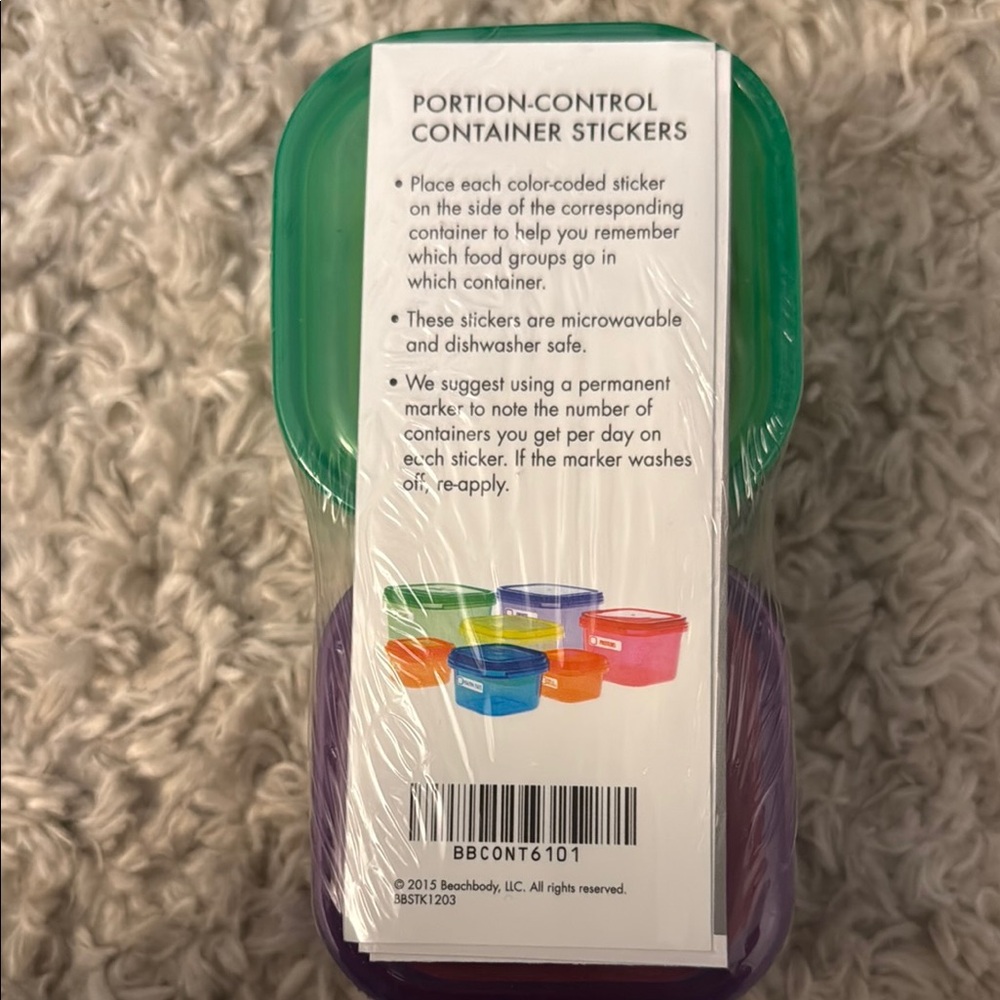 PORTION-CONTROL
CONTAINER STICKERS
• Place each color-coded sticker
on the side of the corresponding
container to help you remember
which food groups go in
which container.
• These stickers are microwavable
and dishwasher safe.
• We suggest using a permanent
marker to note the number of
containers you get per day on
each sticker. If the marker washes
off, re-apply.
BBCONT6101
© 2015 Beachbody, LLC. All rights reserved.
BBSTK1203